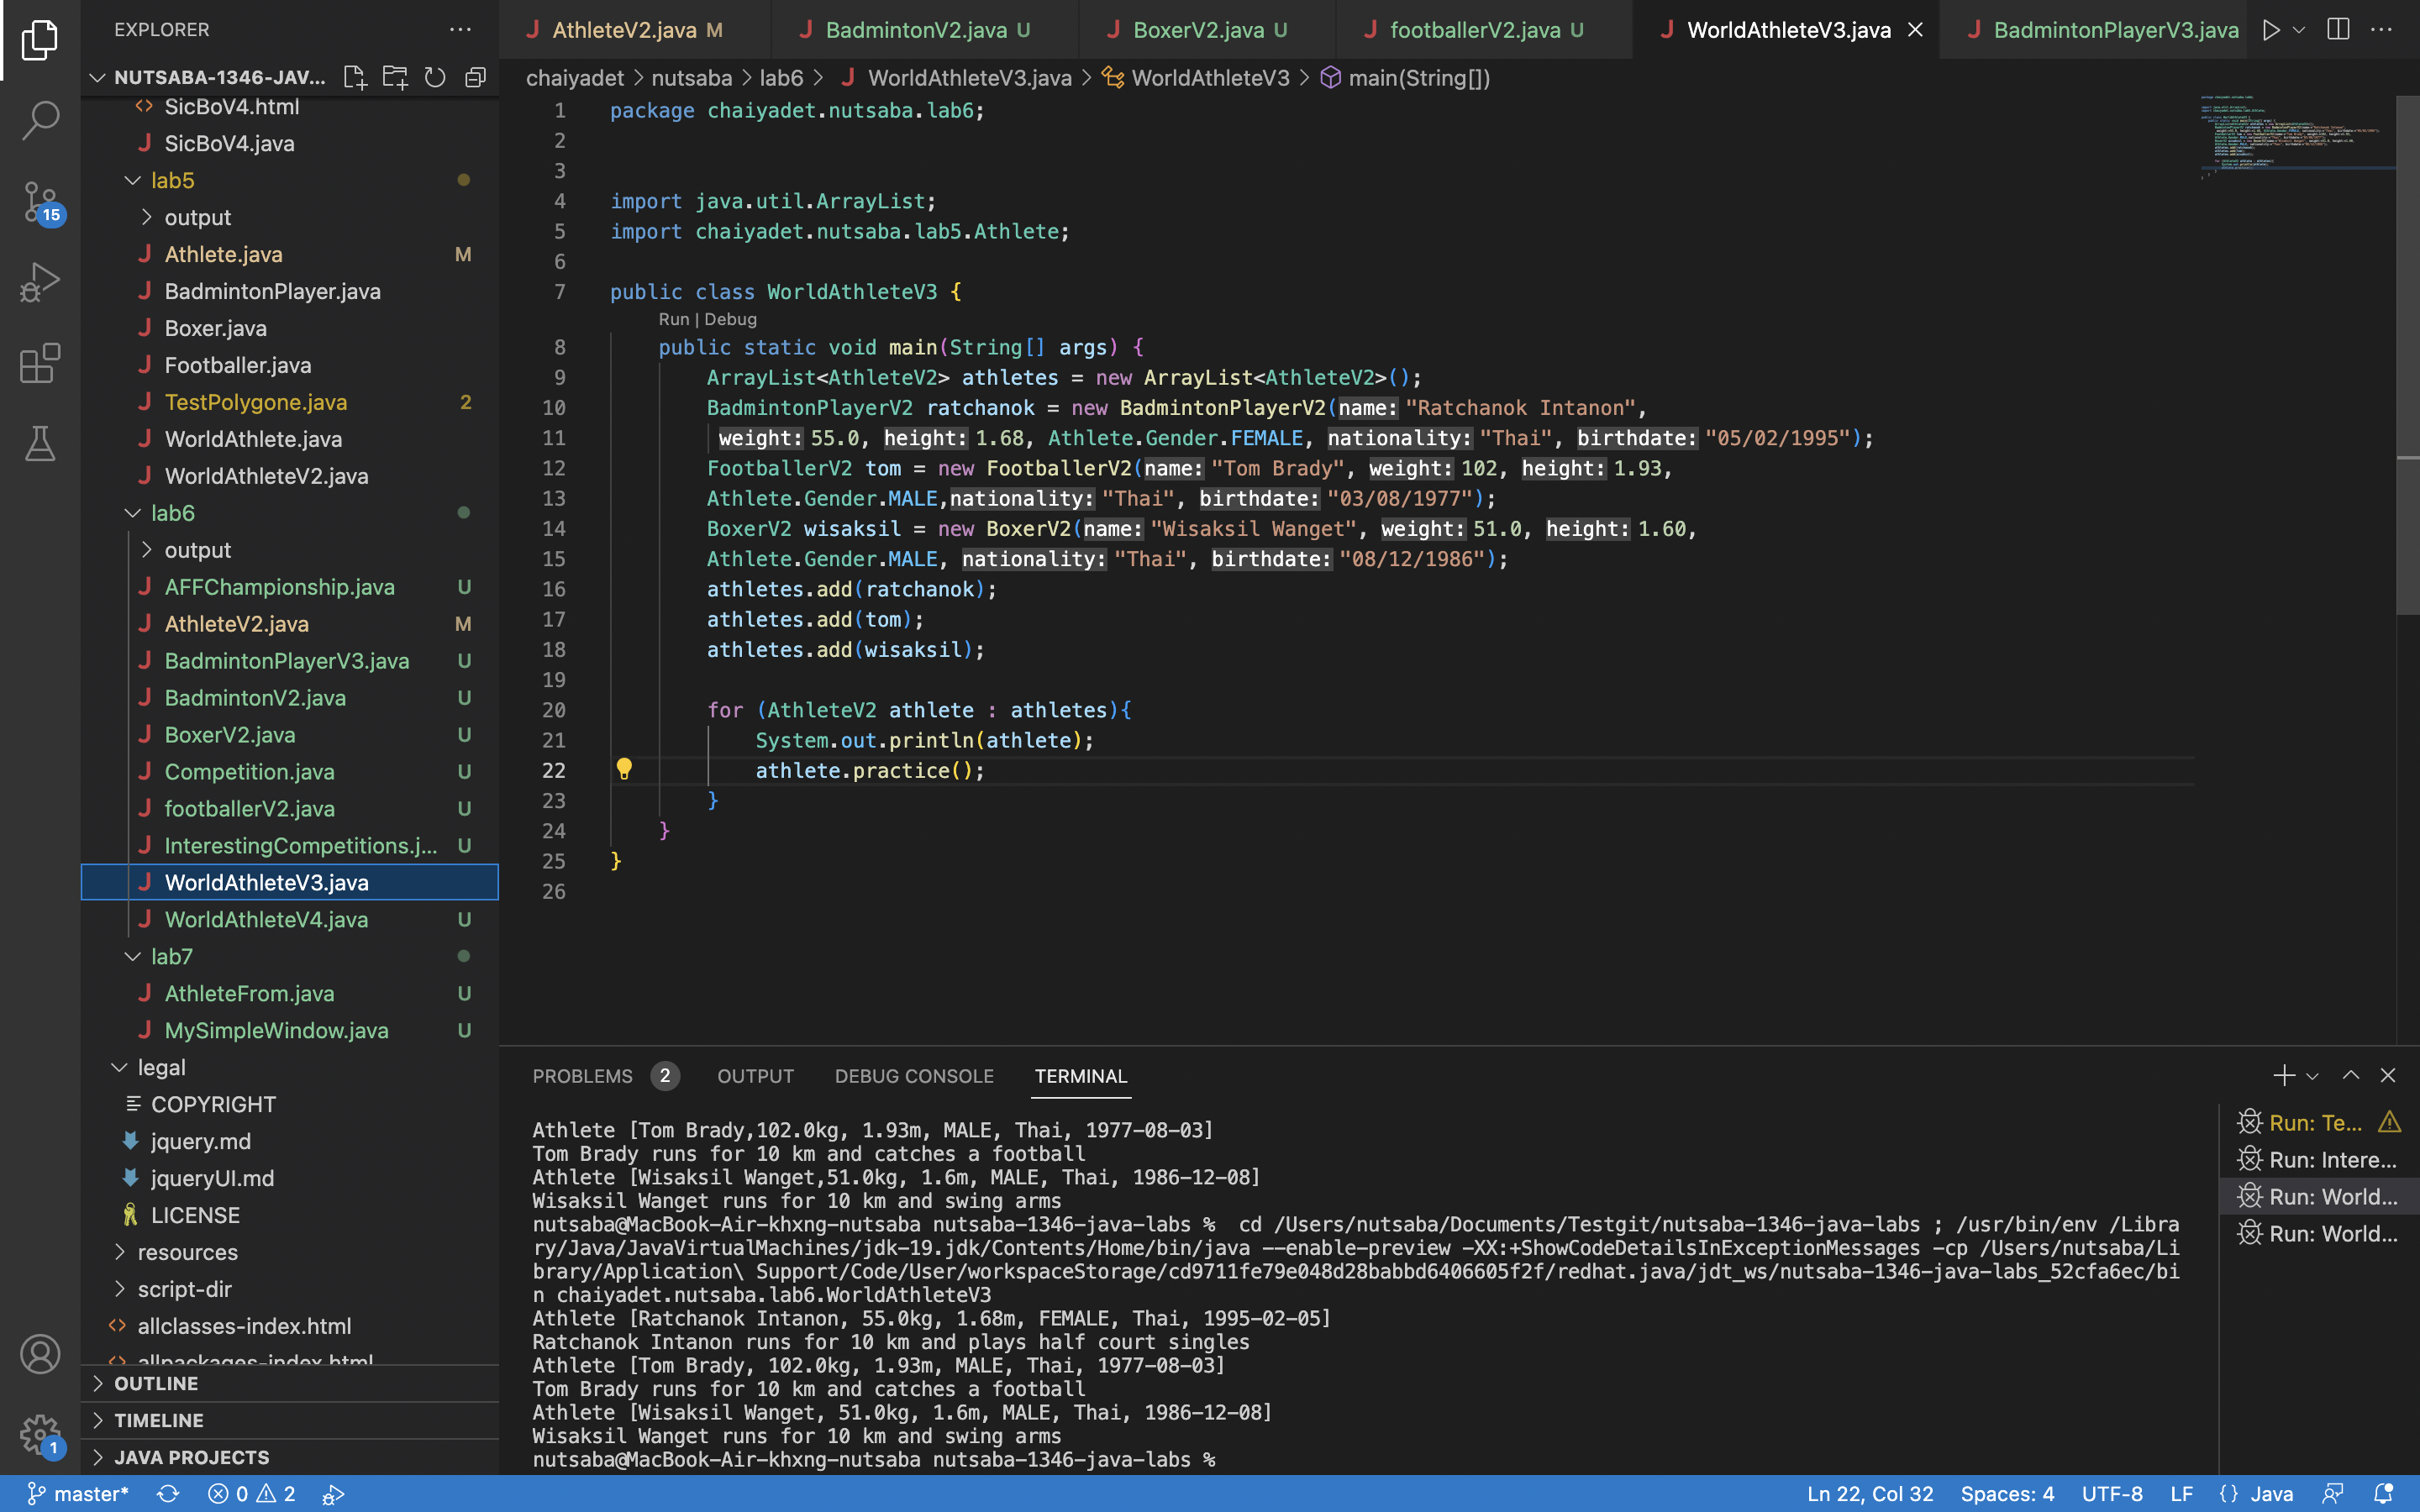 EXPLORER
NUTSABA-1346-JAV...
SicBoV4.html
SicBoV4.java
lab5
output
Athlete.java M
BadmintonPlayer.java
Boxer.java
Footballer.java
TestPolygone.java 2
WorldAthlete.java
WorldAthleteV2.java
lab6
output
AFFChampionship.java U
AthleteV2.java M
BadmintonPlayerV3.java U
BadmintonV2.java U
BoxerV2.java U
Competition.java U
footballerV2.java U
InterestingCompetitions.j... U
WorldAthleteV3.java
WorldAthleteV4.java U
lab7
AthleteFrom.java U
MySimpleWindow.java U
legal
COPYRIGHT
jquery.md
jqueryUI.md
LICENSE
resources
script-dir
allclasses-index.html
allpackages-index.html
OUTLINE
TIMELINE
JAVA PROJECTS
15
1
AthleteV2.java M BadmintonV2.java U BoxerV2.java U footballerV2.java U WorldAthleteV3.java BadmintonPlayerV3.java
chaiyadet > nutsaba > lab6 > WorldAthleteV3.java > WorldAthleteV3 > main(String[])
1 package chaiyadet.nutsaba.lab6;
2
3
4 import java.util.ArrayList;
5 import chaiyadet.nutsaba.lab5.Athlete;
6
7 public class WorldAthleteV3 {
Run | Debug
8 public static void main(String[] args) {
9 ArrayList<AthleteV2> athletes = new ArrayList<AthleteV2>();
10 BadmintonPlayerV2 ratchanok = new BadmintonPlayerV2(name: "Ratchanok Intanon",
11 weight: 55.0, height: 1.68, Athlete.Gender.FEMALE, nationality: "Thai", birthdate: "05/02/1995");
12 FootballerV2 tom = new FootballerV2(name: "Tom Brady", weight: 102, height: 1.93,
13 Athlete.Gender.MALE,nationality: "Thai", birthdate: "03/08/1977");
14 BoxerV2 wisaksil = new BoxerV2(name: "Wisaksil Wanget", weight: 51.0, height: 1.60,
15 Athlete.Gender.MALE, nationality: "Thai", birthdate: "08/12/1986");
16 athletes.add(ratchanok);
17 athletes.add(tom);
18 athletes.add(wisaksil);
19
20 for (AthleteV2 athlete : athletes){
21 System.out.println(athlete);
22 athlete.practice();
23 }
24 }
25 }
26
PROBLEMS 2 OUTPUT DEBUG CONSOLE TERMINAL
Athlete [Tom Brady,102.0kg, 1.93m, MALE, Thai, 1977-08-03]
Tom Brady runs for 10 km and catches a football
Athlete [Wisaksil Wanget,51.0kg, 1.6m, MALE, Thai, 1986-12-08]
Wisaksil Wanget runs for 10 km and swing arms
nutsaba@MacBook-Air-khxng-nutsaba nutsaba-1346-java-labs % cd /Users/nutsaba/Documents/Testgit/nutsaba-1346-java-labs ; /usr/bin/env /Libra
ry/Java/JavaVirtualMachines/jdk-19.jdk/Contents/Home/bin/java --enable-preview -XX:+ShowCodeDetailsInExceptionMessages -cp /Users/nutsaba/Li
brary/Application\ Support/Code/User/workspaceStorage/cd9711fe79e048d28babbd6406605f2f/redhat.java/jdt_ws/nutsaba-1346-java-labs_52cfa6ec/bi
n chaiyadet.nutsaba.lab6.WorldAthleteV3
Athlete [Ratchanok Intanon, 55.0kg, 1.68m, FEMALE, Thai, 1995-02-05]
Ratchanok Intanon runs for 10 km and plays half court singles
Athlete [Tom Brady, 102.0kg, 1.93m, MALE, Thai, 1977-08-03]
Tom Brady runs for 10 km and catches a football
Athlete [Wisaksil Wanget, 51.0kg, 1.6m, MALE, Thai, 1986-12-08]
Wisaksil Wanget runs for 10 km and swing arms
nutsaba@MacBook-Air-khxng-nutsaba nutsaba-1346-java-labs %
Run: Te...
Run: Intere...
Run: World...
Run: World...
master* 0 2 Ln 22, Col 32 Spaces: 4 UTF-8 LF {} Java